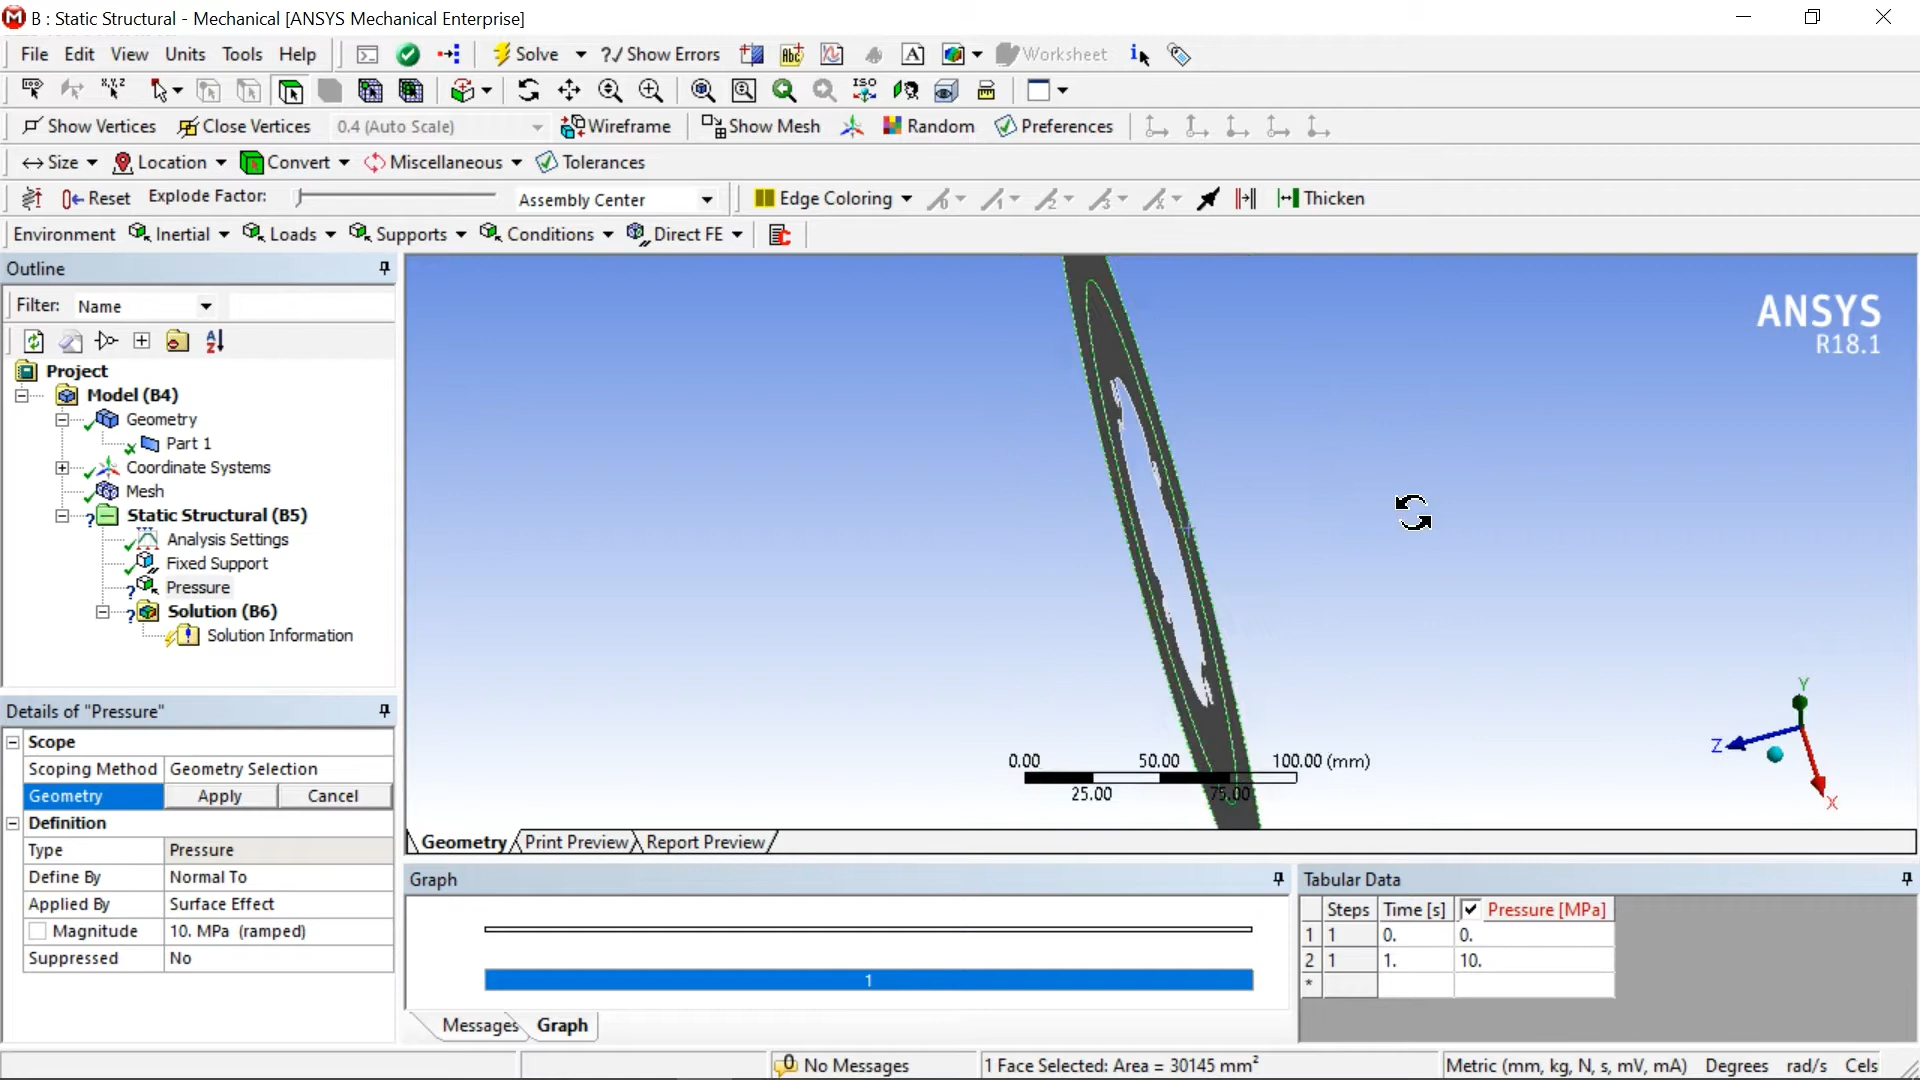 B : Static Structural - Mechanical [ANSYS Mechanical Enterprise]
File Edit View Units Tools Help Solve ?/ Show Errors Worksheet
Show Vertices Close Vertices 0.4 (Auto Scale) Wireframe Show Mesh Random Preferences
Size Location Convert Miscellaneous Tolerances
Reset Explode Factor: Assembly Center Edge Coloring Thicken
Environment Inertial Loads Supports Conditions Direct FE
Outline
Filter: Name
Project
Model (B4)
Geometry
Part 1
Coordinate Systems
Mesh
Static Structural (B5)
Analysis Settings
Fixed Support
Pressure
Solution (B6)
Solution Information
Details of "Pressure"
Scope
Scoping Method Geometry Selection
Geometry Apply Cancel
Definition
Type Pressure
Define By Normal To
Applied By Surface Effect
Magnitude 10. MPa (ramped)
Suppressed No
ANSYS
R18.1
0.00 50.00 100.00 (mm)
25.00 75.00
Y
Z
X
Geometry Print Preview Report Preview
Graph
1
Messages Graph
Tabular Data
Steps Time [s] Pressure [MPa]
1 1 0. 0.
2 1 1. 10.
*
No Messages 1 Face Selected: Area = 30145 mm² Metric (mm, kg, N, s, mV, mA) Degrees rad/s Cels